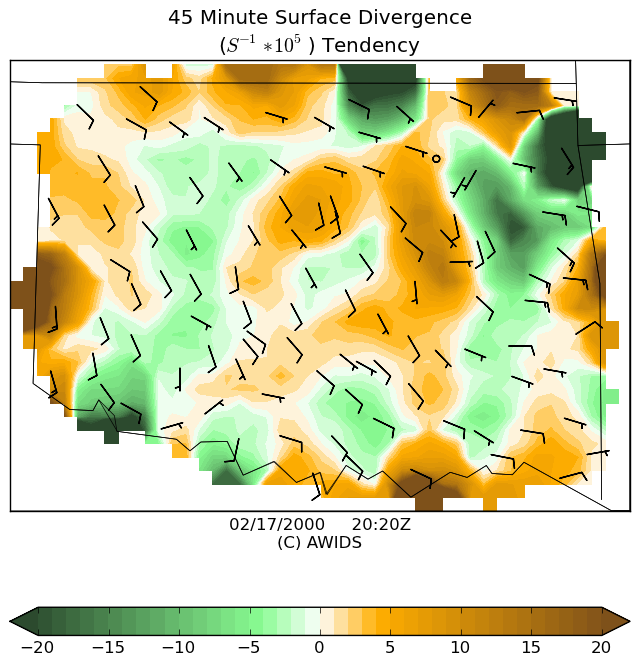 45 Minute Surface Divergence
(S⁻¹ * 10⁵ ) Tendency
02/17/2000 20:20Z
(C) AWIDS
−20 −15 −10 −5 0 5 10 15 20